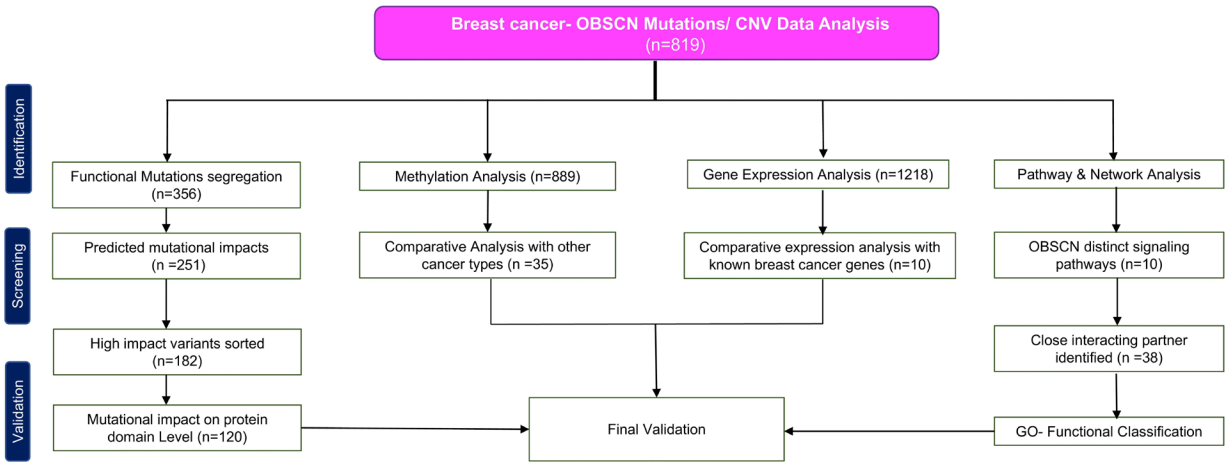 Breast cancer- OBSCN Mutations/ CNV Data Analysis
(n=819)
Identification
Functional Mutations segregation
(n=356)
Methylation Analysis (n=889)
Gene Expression Analysis (n=1218)
Pathway & Network Analysis
Screening
Predicted mutational impacts
(n =251)
Comparative Analysis with other
cancer types (n =35)
Comparative expression analysis with
known breast cancer genes (n=10)
OBSCN distinct signaling
pathways (n=10)
High impact variants sorted
(n=182)
Close interacting partner
identified (n =38)
Validation
Mutational impact on protein
domain Level (n=120)
Final Validation
GO- Functional Classification